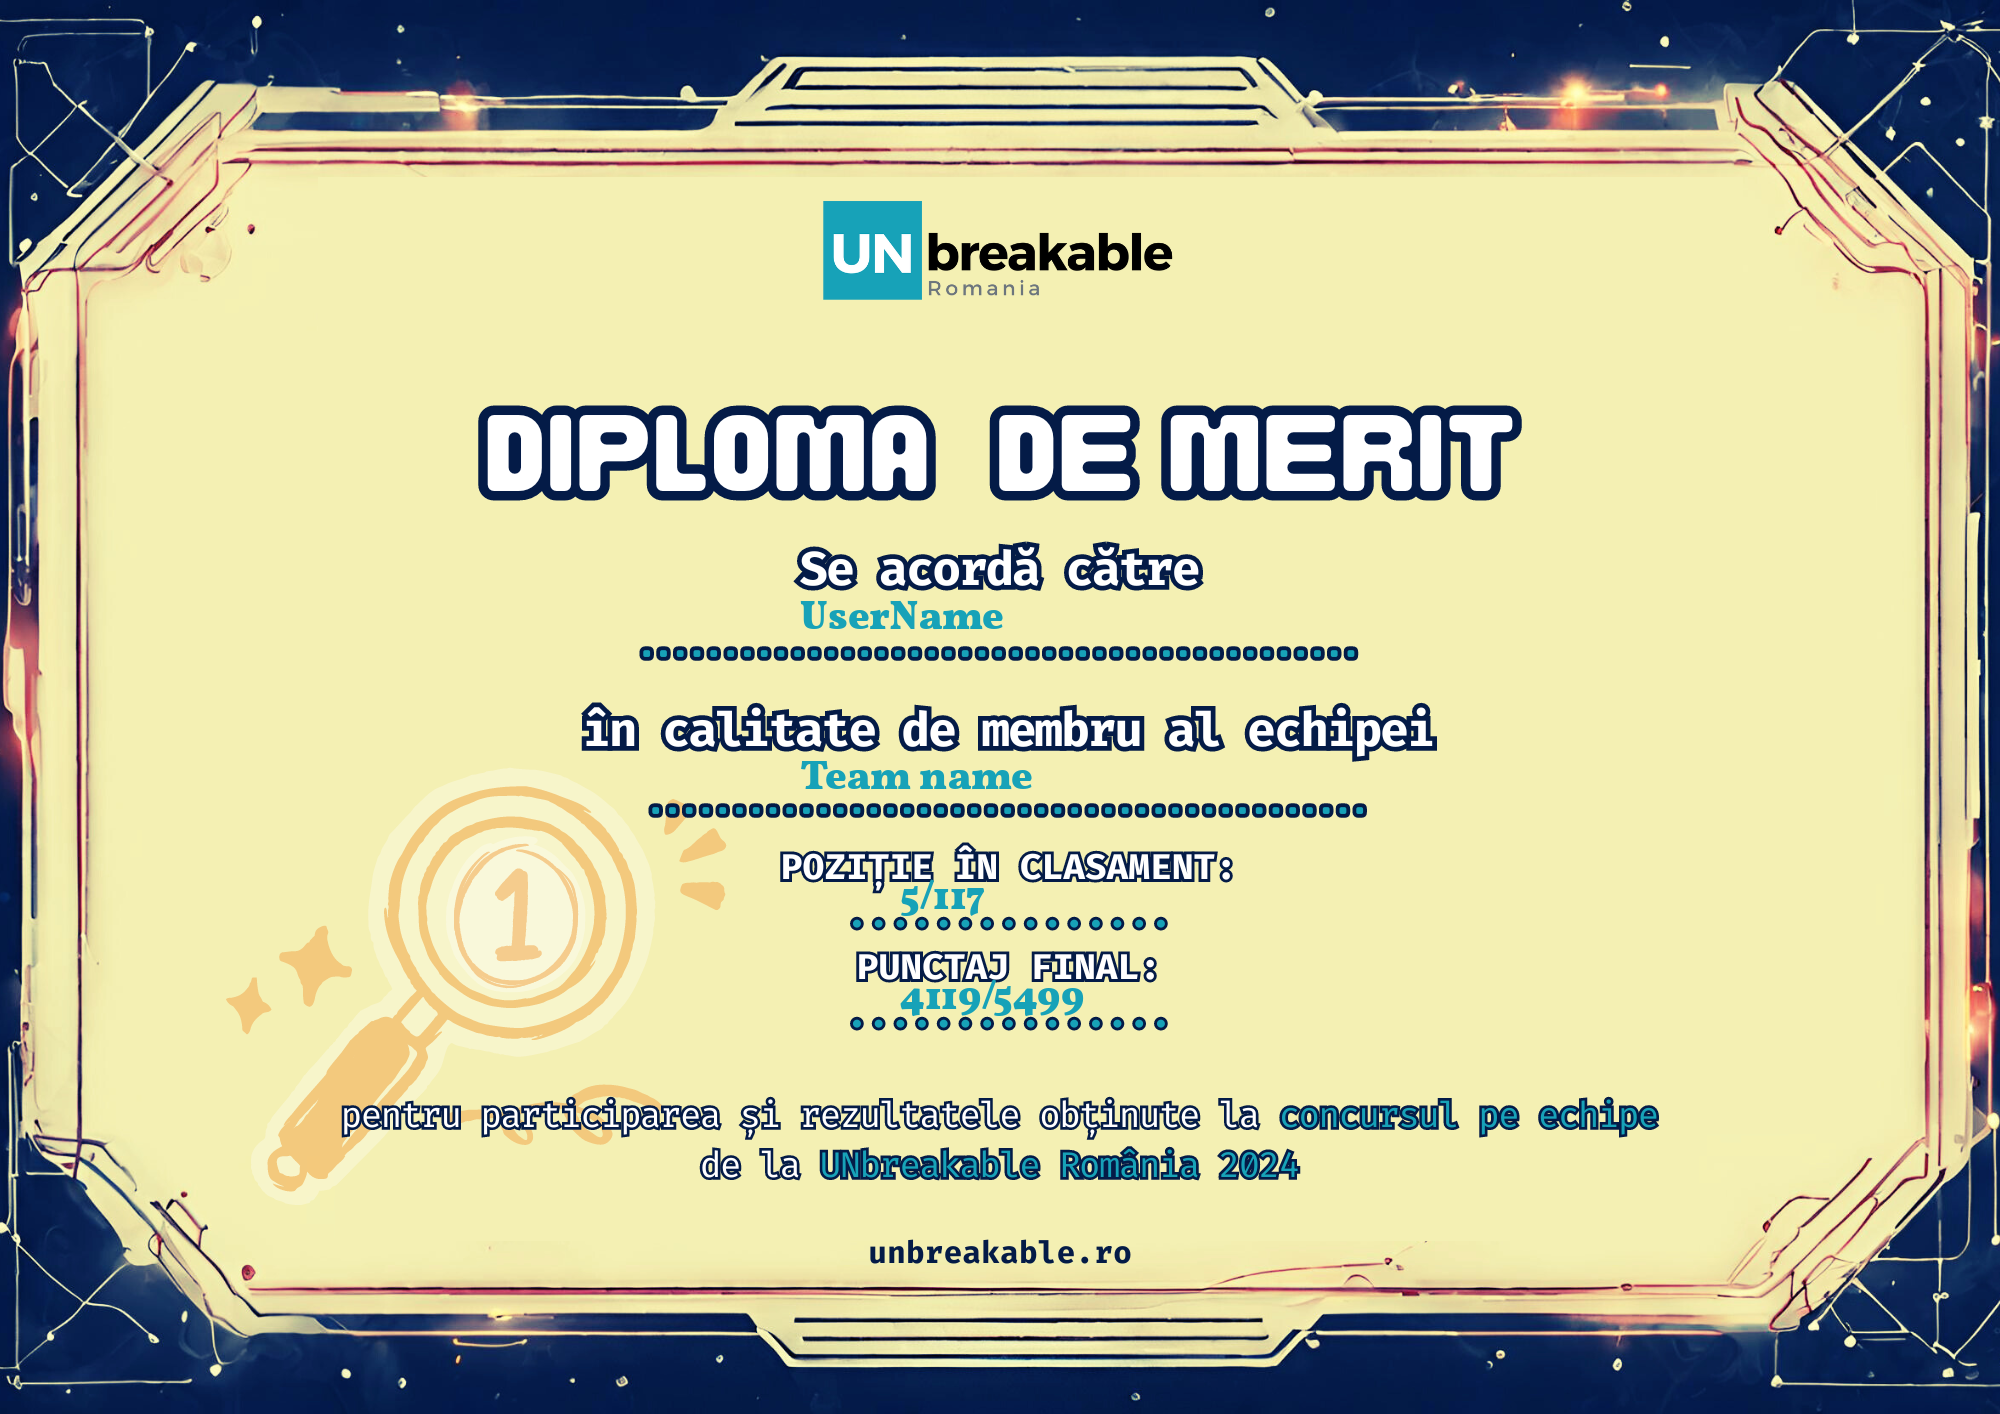 UNbreakable
Romania
DIPLOMA DE MERIT
Se acordă către
UserName
în calitate de membru al echipei
Team name
1
POZIȚIE ÎN CLASAMENT:
5/117
PUNCTAJ FINAL:
4119/5499
pentru participarea și rezultatele obținute la concursul pe echipe
de la UNbreakable România 2024
unbreakable.ro